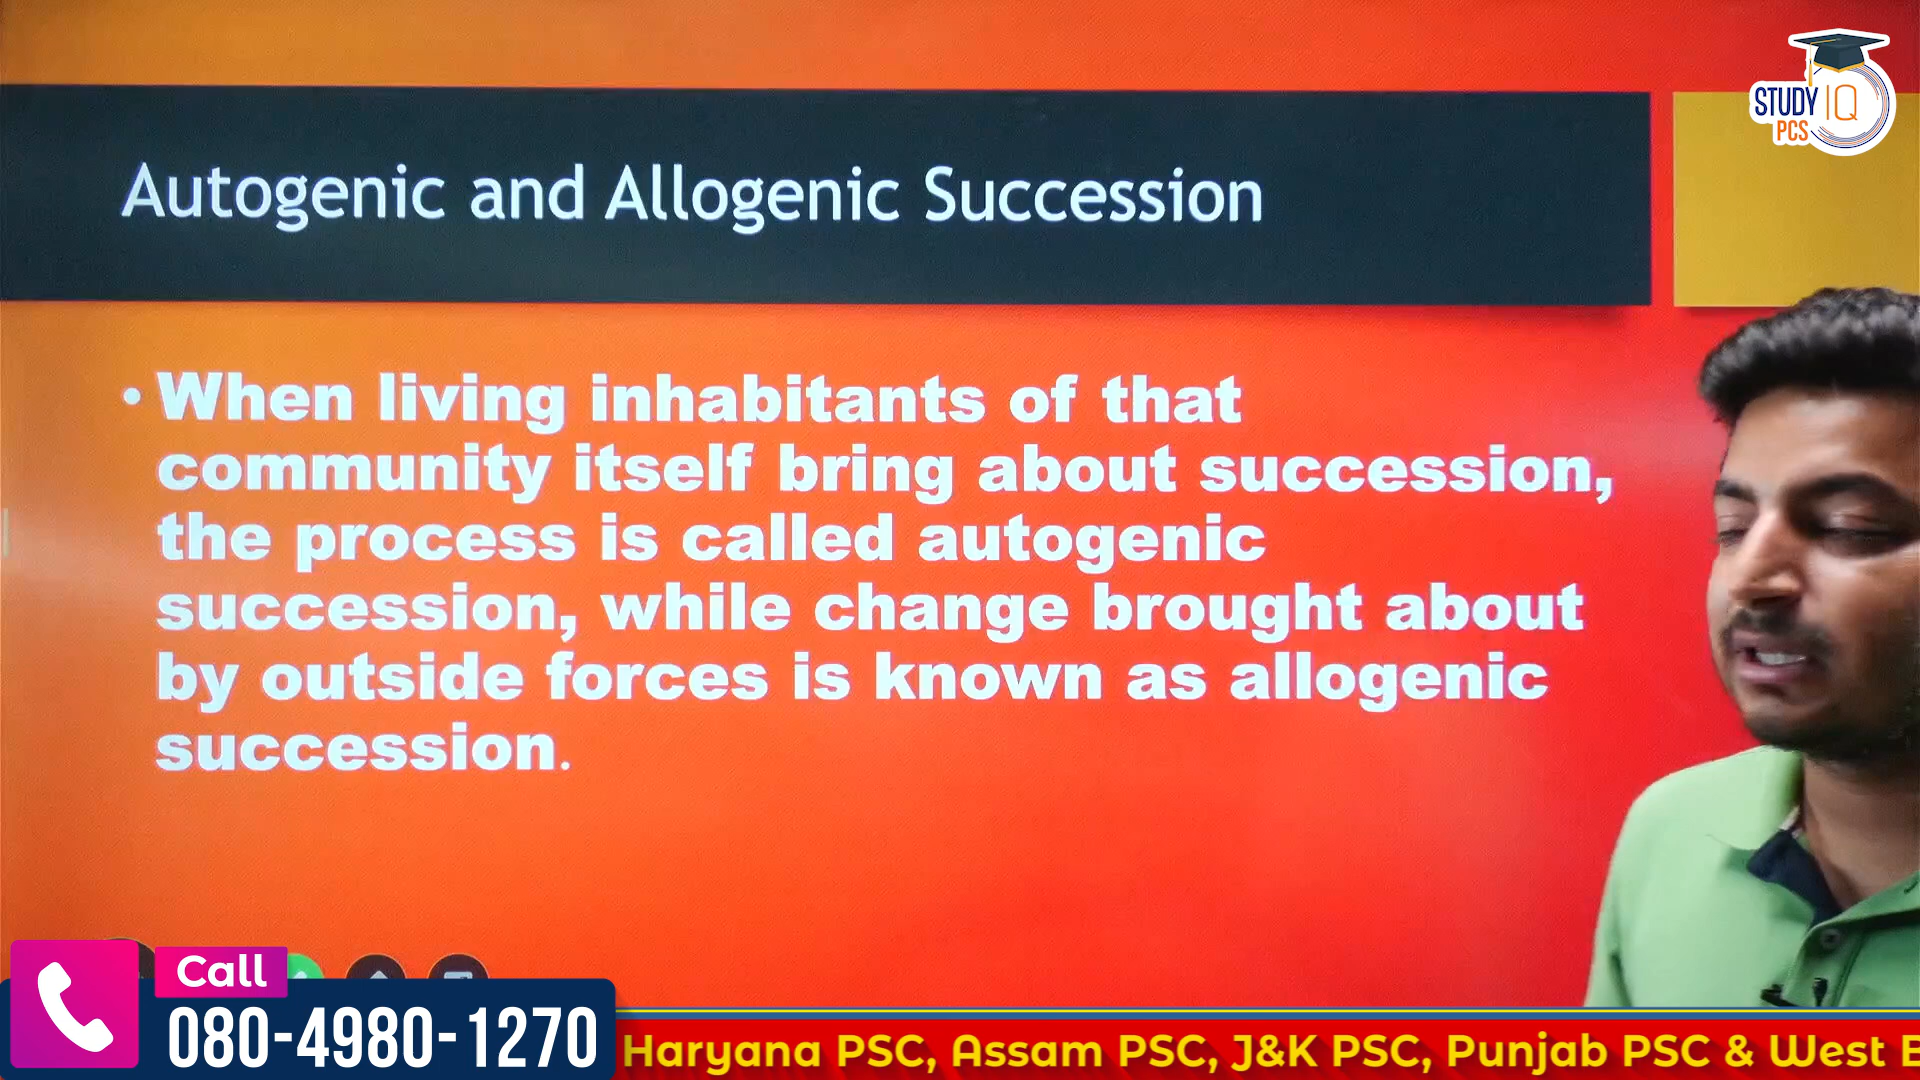 STUDY IQ
PCS
Autogenic and Allogenic Succession
• When living inhabitants of that
community itself bring about succession,
the process is called autogenic
succession, while change brought about
by outside forces is known as allogenic
succession.
Call
080-4980-1270
Haryana PSC, Assam PSC, J&K PSC, Punjab PSC & West